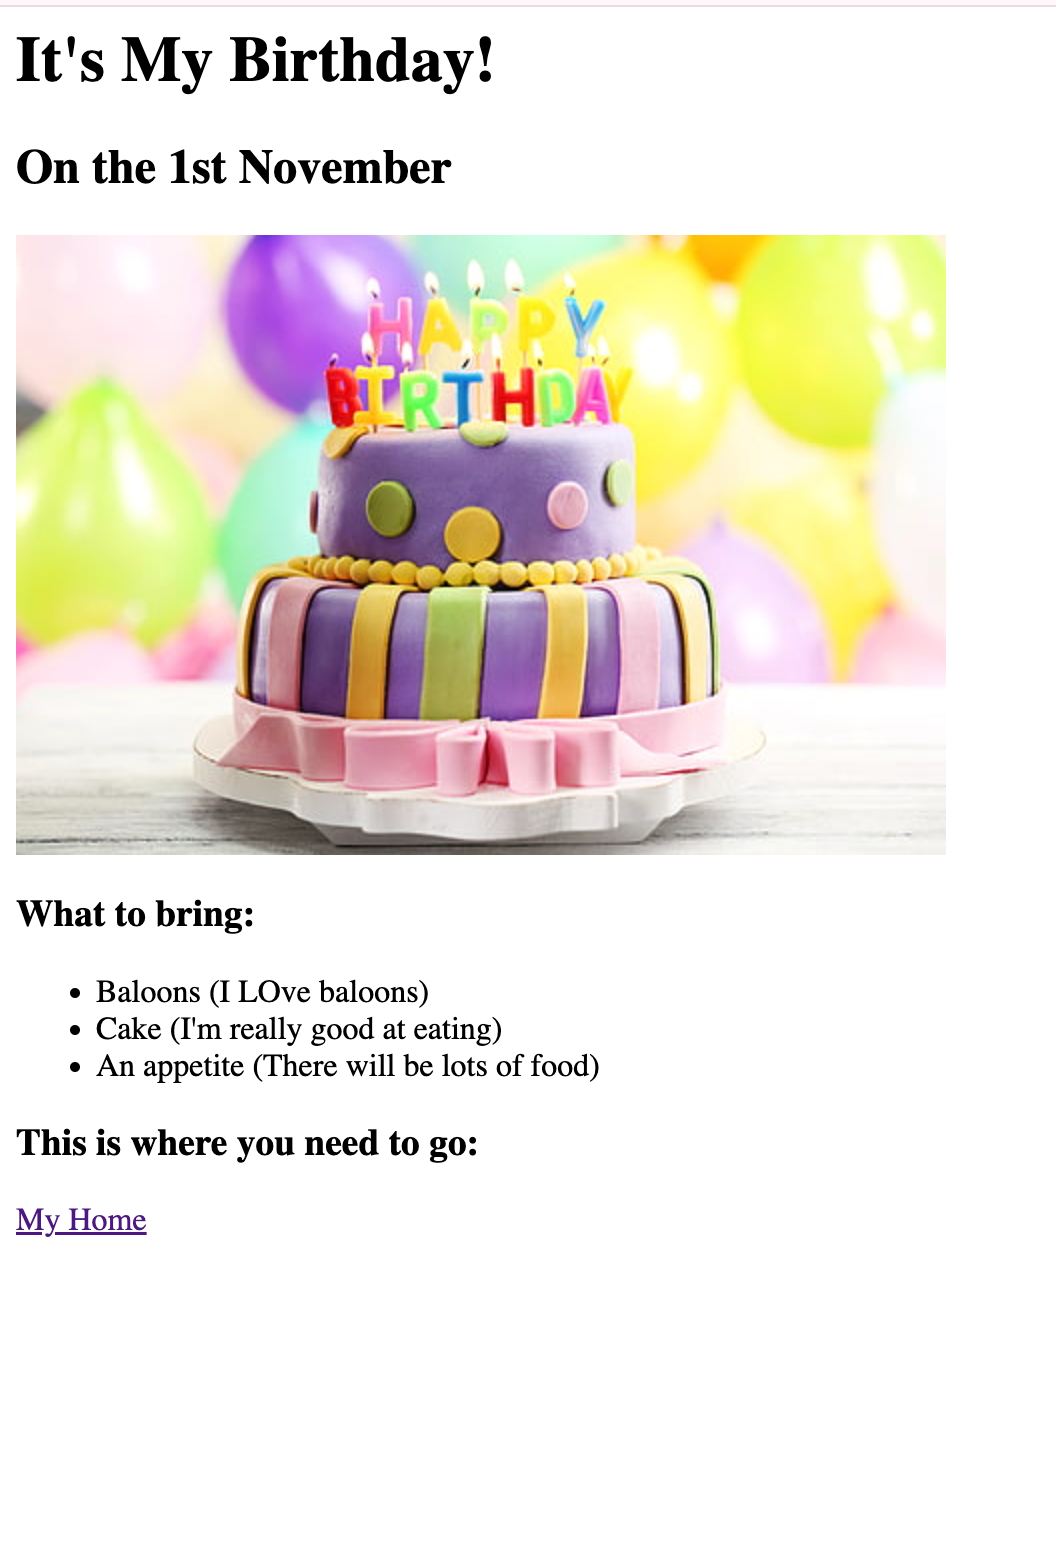 It's My Birthday!
On the 1st November
HAPPY
BIRTHDAY
What to bring:
Baloons (I LOve baloons)
Cake (I'm really good at eating)
An appetite (There will be lots of food)
This is where you need to go:
My Home